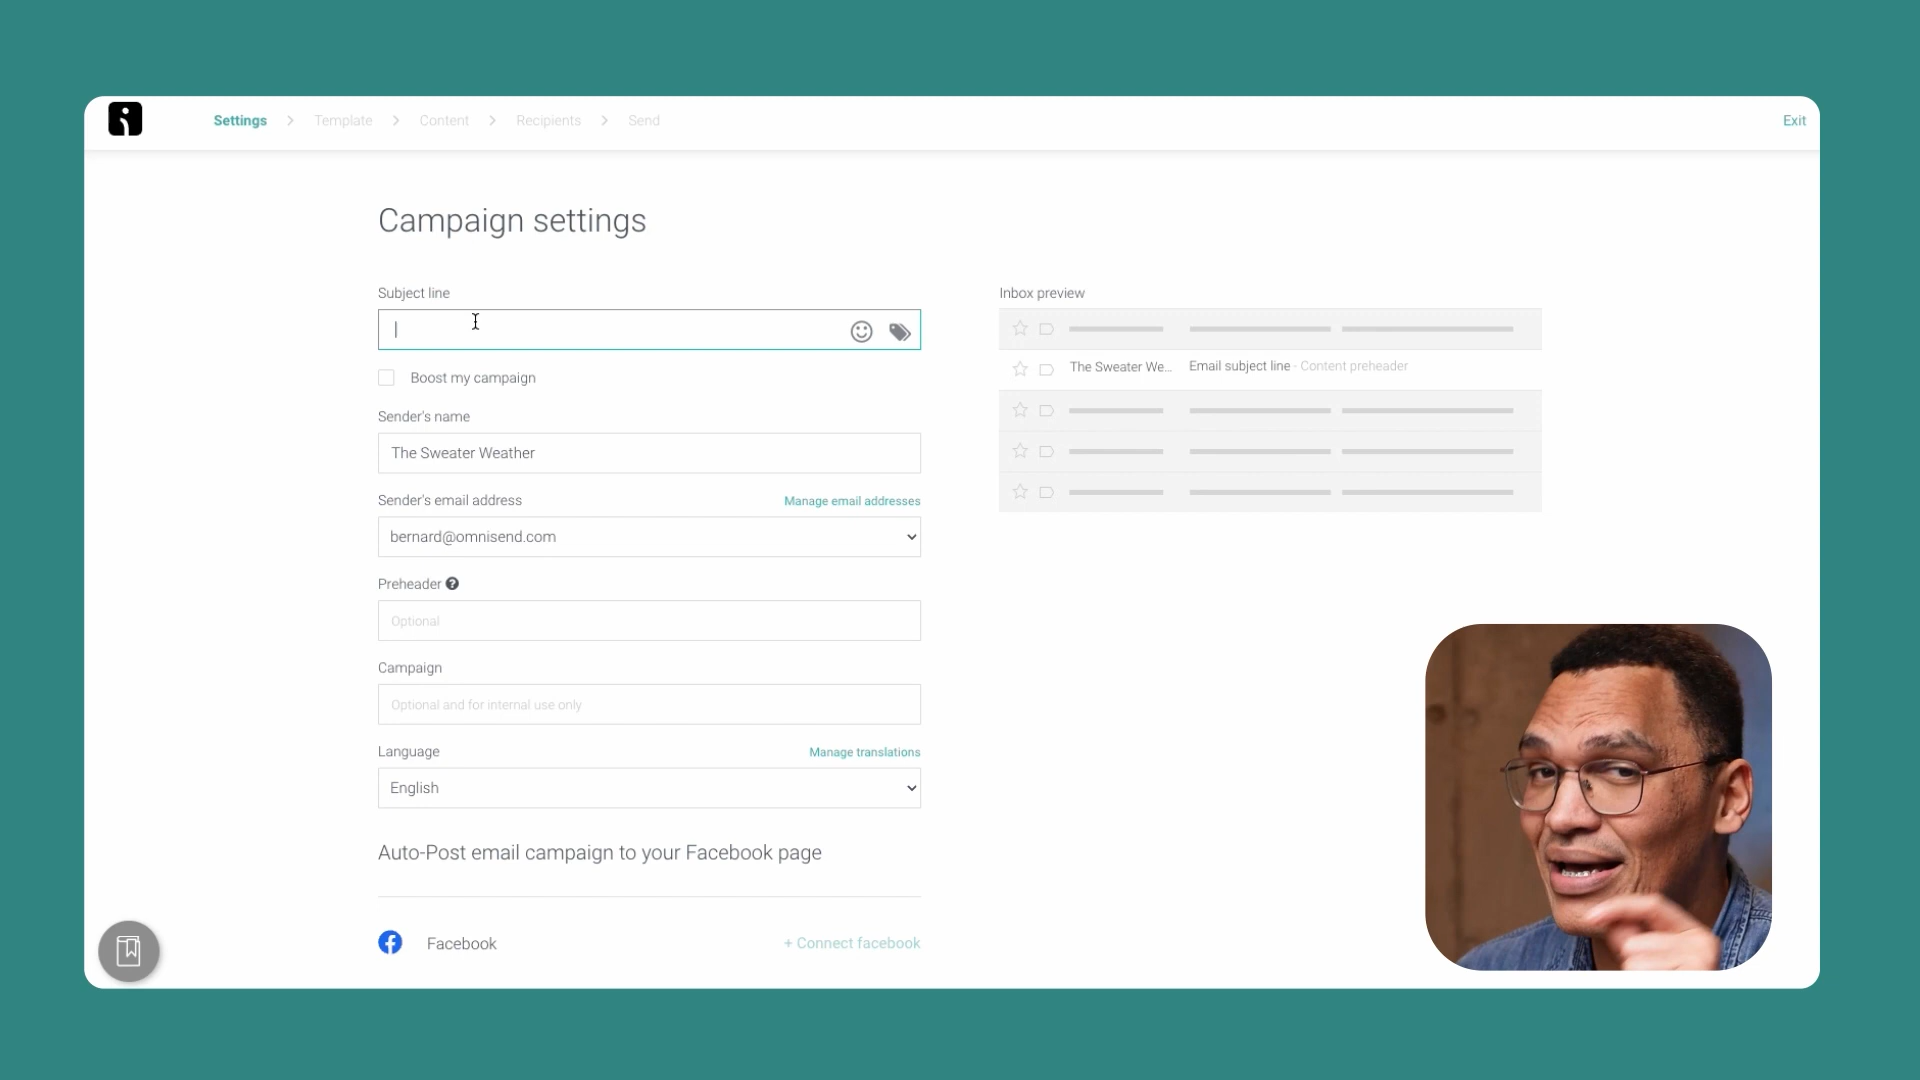 Settings > Template > Content > Recipients > Send
Exit
Campaign settings
Subject line
Boost my campaign
Sender's name
The Sweater Weather
Sender's email address
Manage email addresses
bernard@omnisend.com
Preheader ?
Optional
Campaign
Optional and for internal use only
Language
Manage translations
English
Auto-Post email campaign to your Facebook page
Facebook
+ Connect facebook
Inbox preview
The Sweater We... Email subject line - Content preheader